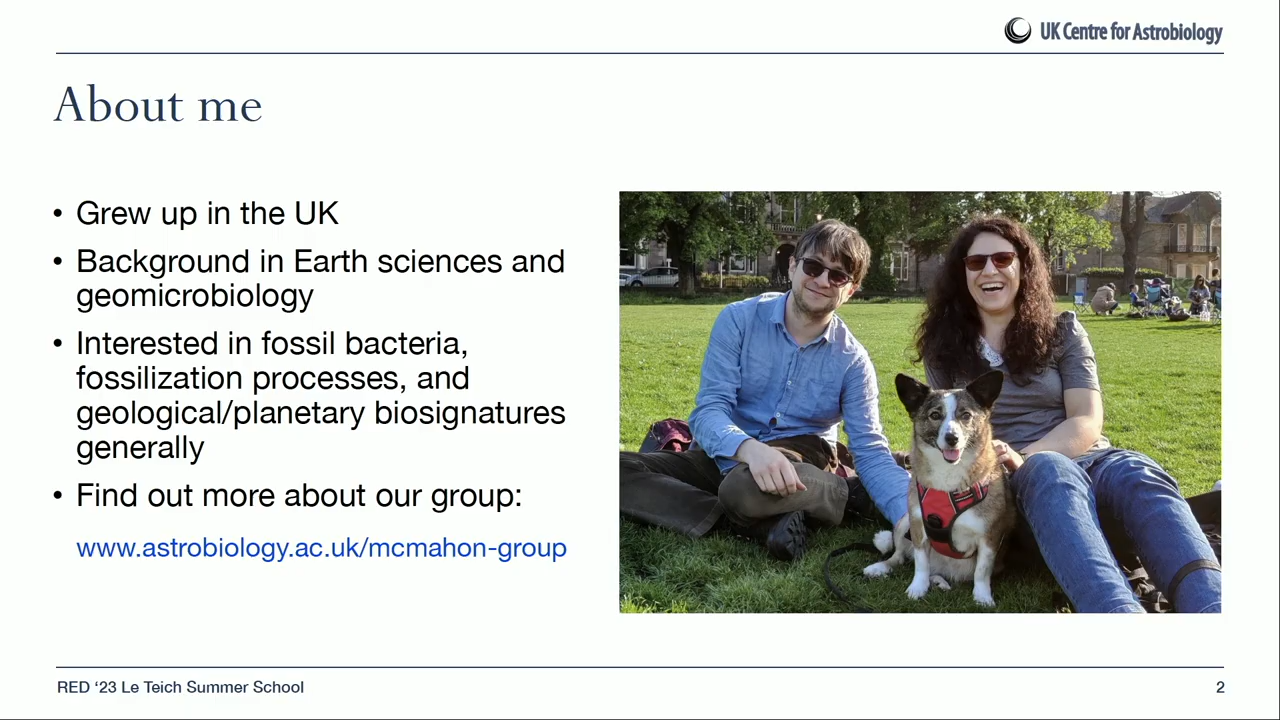 UK Centre for Astrobiology
About me
• Grew up in the UK
• Background in Earth sciences and
geomicrobiology
• Interested in fossil bacteria,
fossilization processes, and
geological/planetary biosignatures
generally
• Find out more about our group:
www.astrobiology.ac.uk/mcmahon-group
RED ‘23 Le Teich Summer School
2